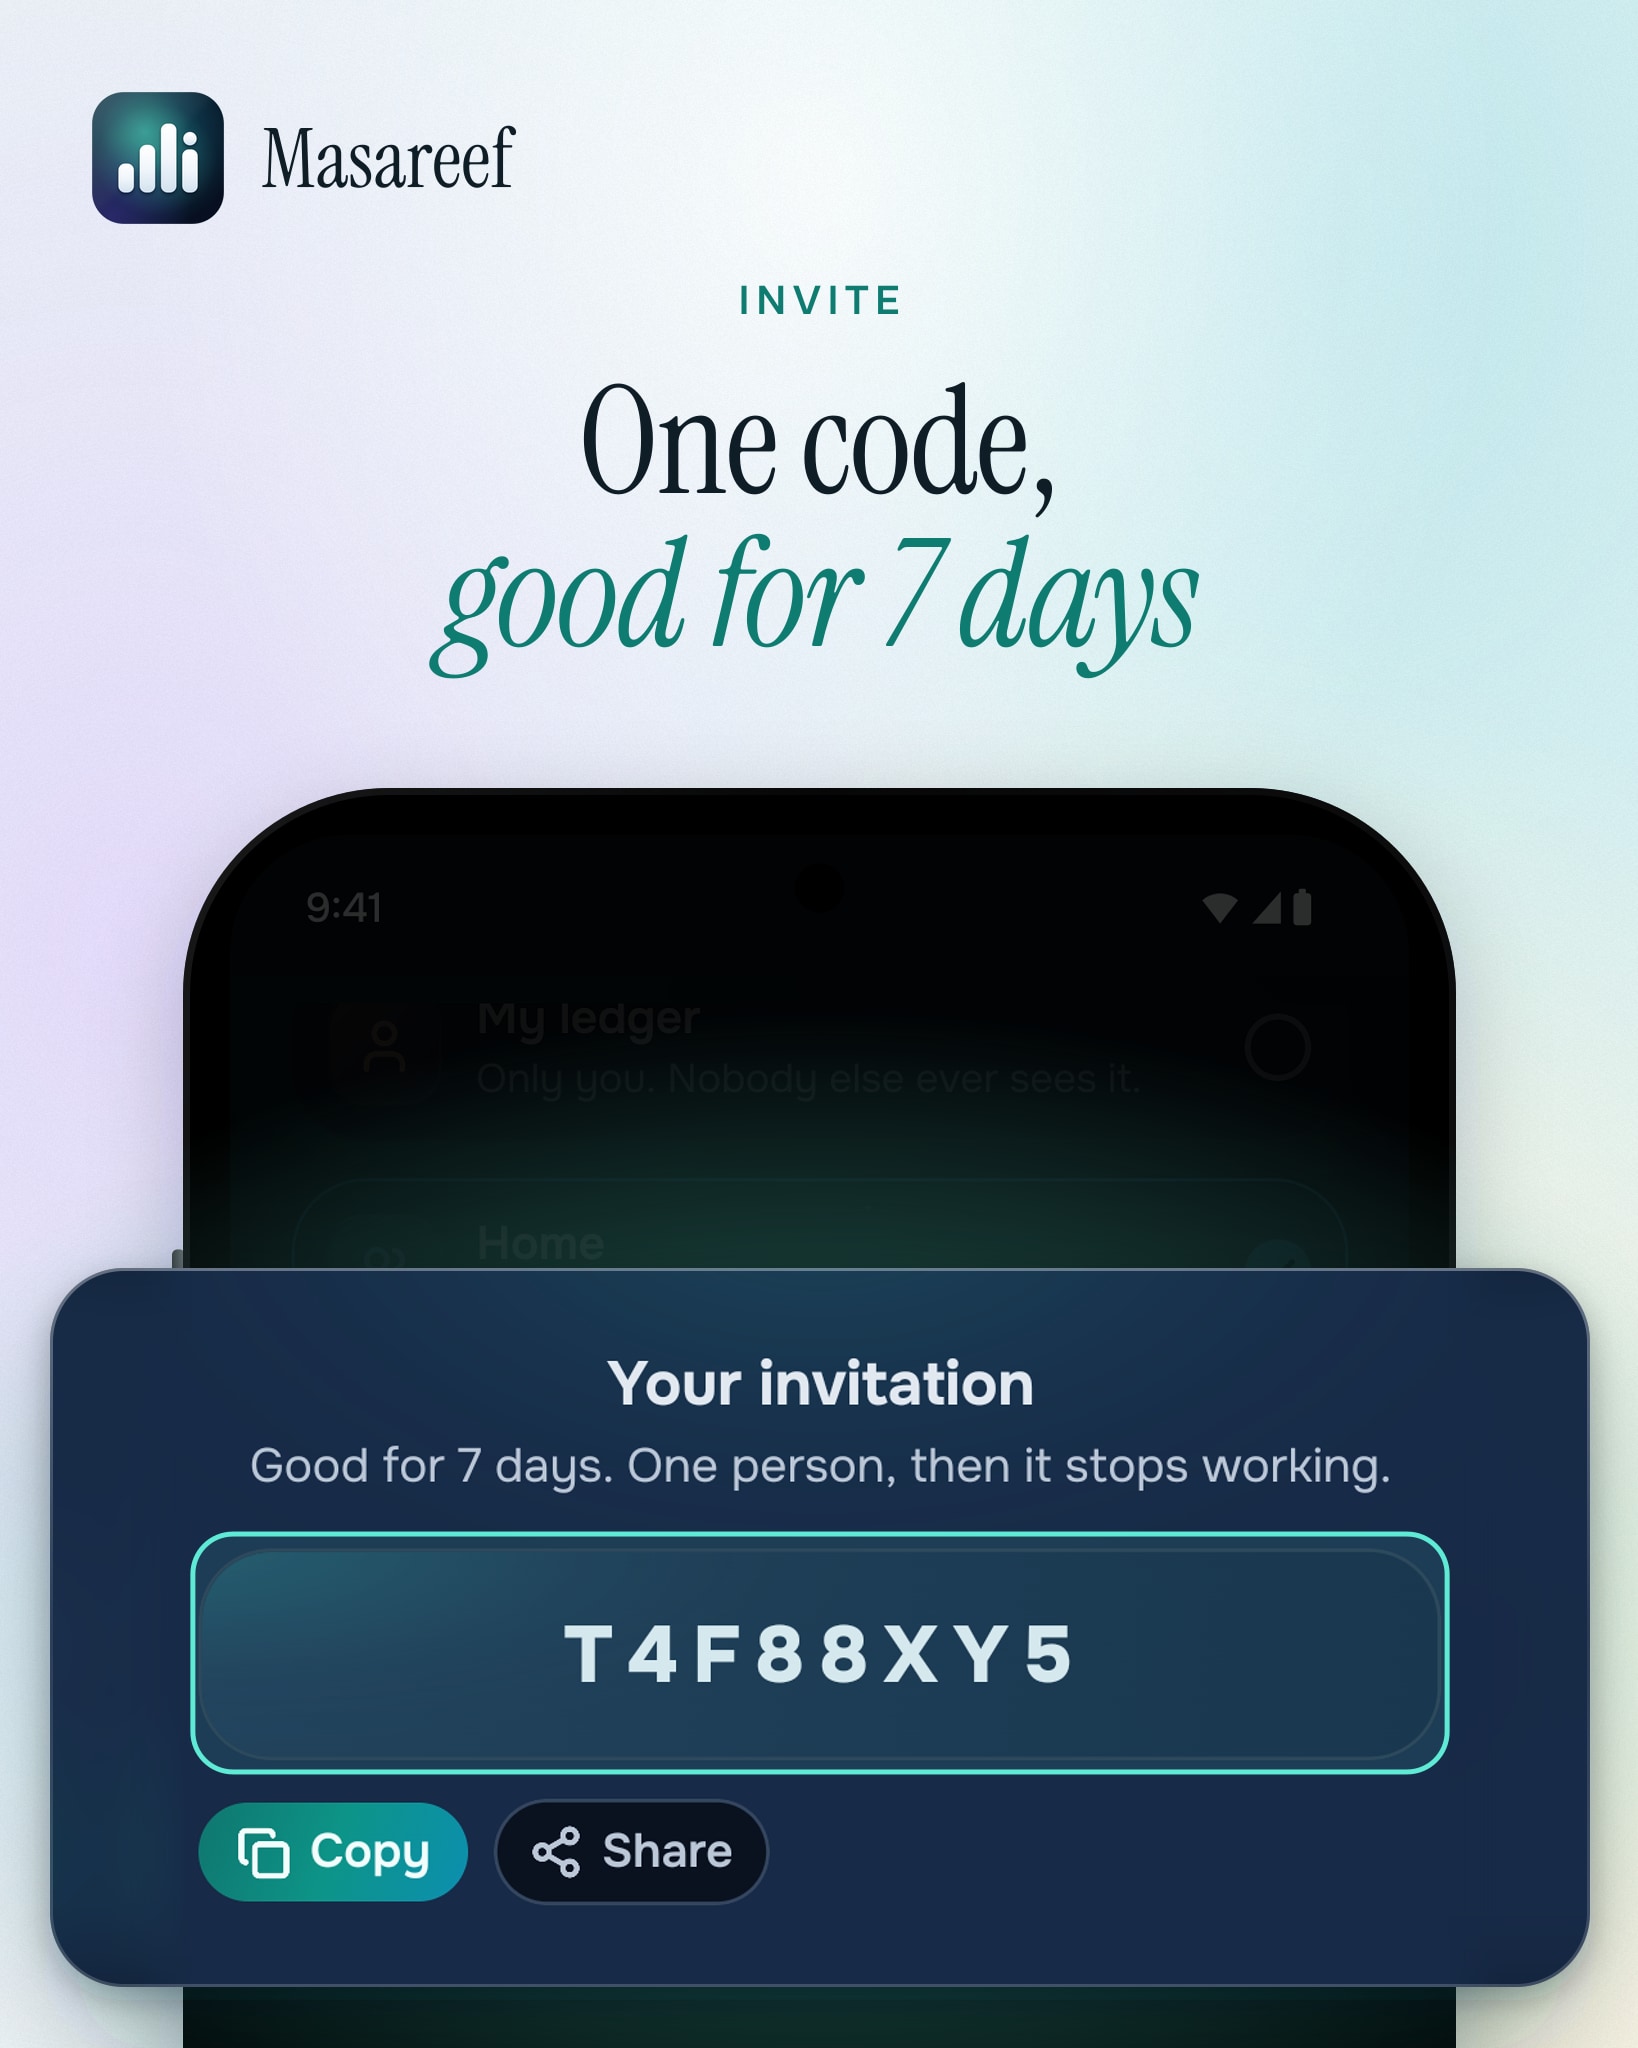 Masareef
INVITE
One code,
good for 7 days
9:41
My ledger
Only you. Nobody else ever sees it.
Home
Your invitation
Good for 7 days. One person, then it stops working.
T4F88XY5
Copy
Share